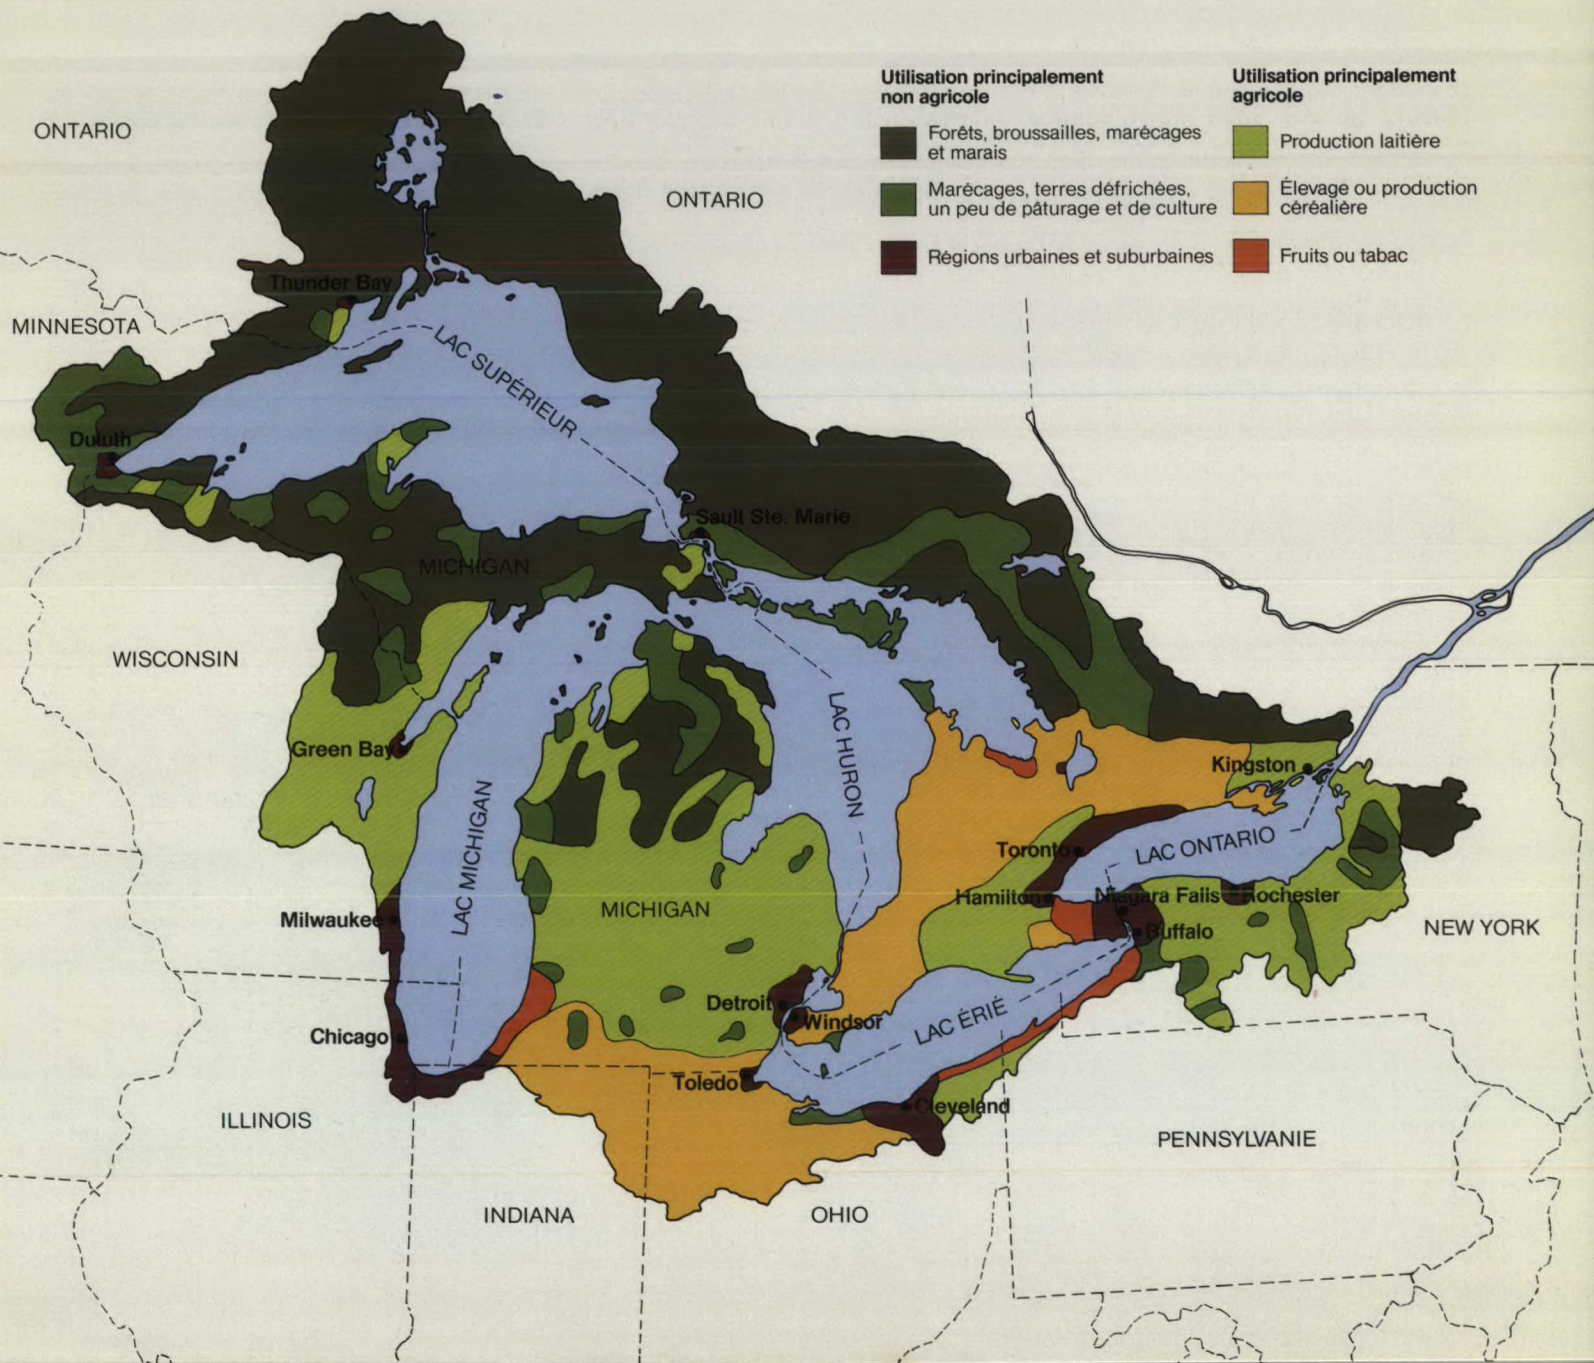 Utilisation principalement
non agricole
Forêts, broussailles, marécages
et marais
Marécages, terres défrichées,
un peu de pâturage et de culture
Régions urbaines et suburbaines
Utilisation principalement
agricole
Production laitière
Élevage ou production
céréalière
Fruits ou tabac
ONTARIO
ONTARIO
Thunder Bay
MINNESOTA
LAC SUPÉRIEUR
Duluth
Sault Ste. Marie
MICHIGAN
WISCONSIN
LAC HURON
Green Bay
Kingston
LAC MICHIGAN
Toronto
LAC ONTARIO
Hamilton
Niagara Falls
Rochester
MICHIGAN
Milwaukee
Buffalo
NEW YORK
Detroit
Windsor
LAC ÉRIÉ
Chicago
Toledo
Cleveland
ILLINOIS
PENNSYLVANIE
INDIANA
OHIO